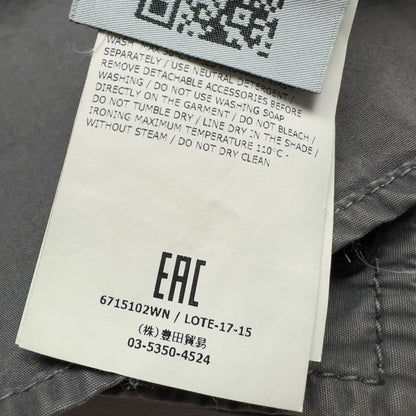 WASH MAX
SEPARATELY / USE NEUTRAL DETERGENT
REMOVE DETACHABLE ACCESSORIES BEFORE
WASHING / DO NOT USE WASHING SOAP
DIRECTLY ON THE GARMENT / DO NOT BLEACH /
DO NOT TUMBLE DRY / LINE DRY IN THE SHADE /
IRONING MAXIMUM TEMPERATURE 110°C -
WITHOUT STEAM / DO NOT DRY CLEAN
EAC
6715102WN / LOTE-17-15
(株)豊田貿易
03-5350-4524